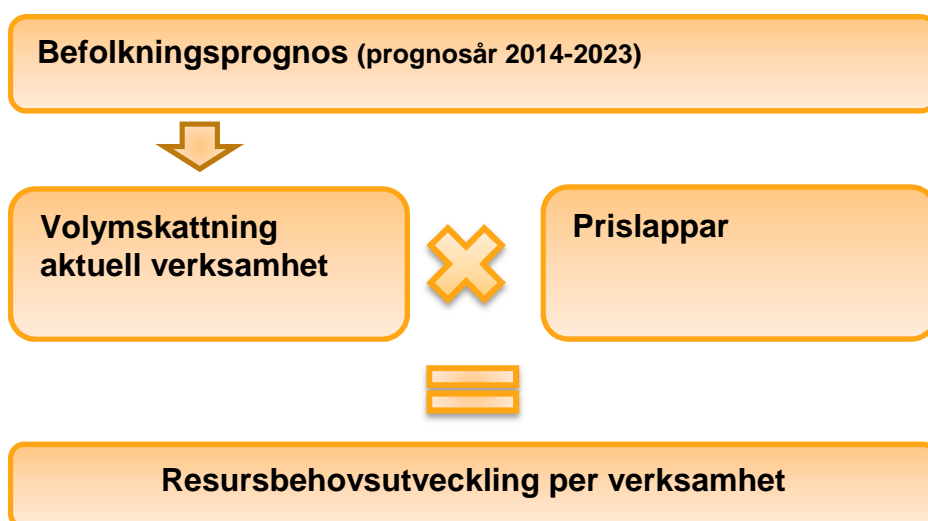 Befolkningsprognos (prognosår 2014-2023)
Volymskattning
aktuell verksamhet
Prislappar
Resursbehovsutveckling per verksamhet